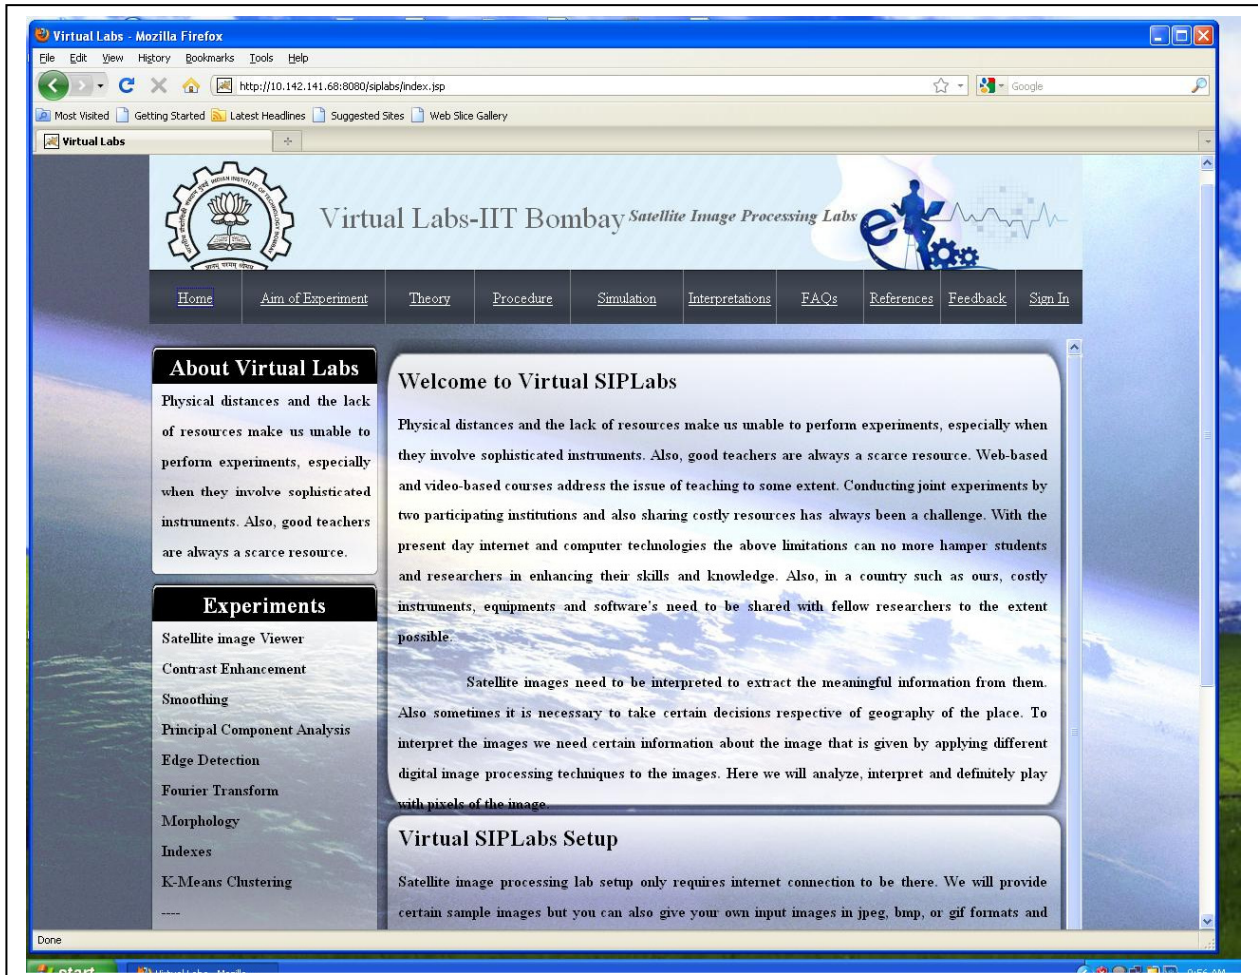 Virtual Labs - Mozilla Firefox
File Edit View History Bookmarks Tools Help
http://10.142.141.68:8080/siplabs/index.jsp
Google
Most Visited Getting Started Latest Headlines Suggested Sites Web Slice Gallery
Virtual Labs
Virtual Labs-IIT Bombay Satellite Image Processing Labs
Home Aim of Experiment Theory Procedure Simulation Interpretations FAQs References Feedback Sign In
About Virtual Labs
Physical distances and the lack
of resources make us unable to
perform experiments, especially
when they involve sophisticated
instruments. Also, good teachers
are always a scarce resource.
Experiments
Satellite image Viewer
Contrast Enhancement
Smoothing
Principal Component Analysis
Edge Detection
Fourier Transform
Morphology
Indexes
K-Means Clustering
----
Welcome to Virtual SIPLabs
Physical distances and the lack of resources make us unable to perform experiments, especially when
they involve sophisticated instruments. Also, good teachers are always a scarce resource. Web-based
and video-based courses address the issue of teaching to some extent. Conducting joint experiments by
two participating institutions and also sharing costly resources has always been a challenge. With the
present day internet and computer technologies the above limitations can no more hamper students
and researchers in enhancing their skills and knowledge. Also, in a country such as ours, costly
instruments, equipments and software's need to be shared with fellow researchers to the extent
possible.
Satellite images need to be interpreted to extract the meaningful information from them.
Also sometimes it is necessary to take certain decisions respective of geography of the place. To
interpret the images we need certain information about the image that is given by applying different
digital image processing techniques to the images. Here we will analyze, interpret and definitely play
with pixels of the image.
Virtual SIPLabs Setup
Satellite image processing lab setup only requires internet connection to be there. We will provide
certain sample images but you can also give your own input images in jpeg, bmp, or gif formats and
Done
start
9:56 AM